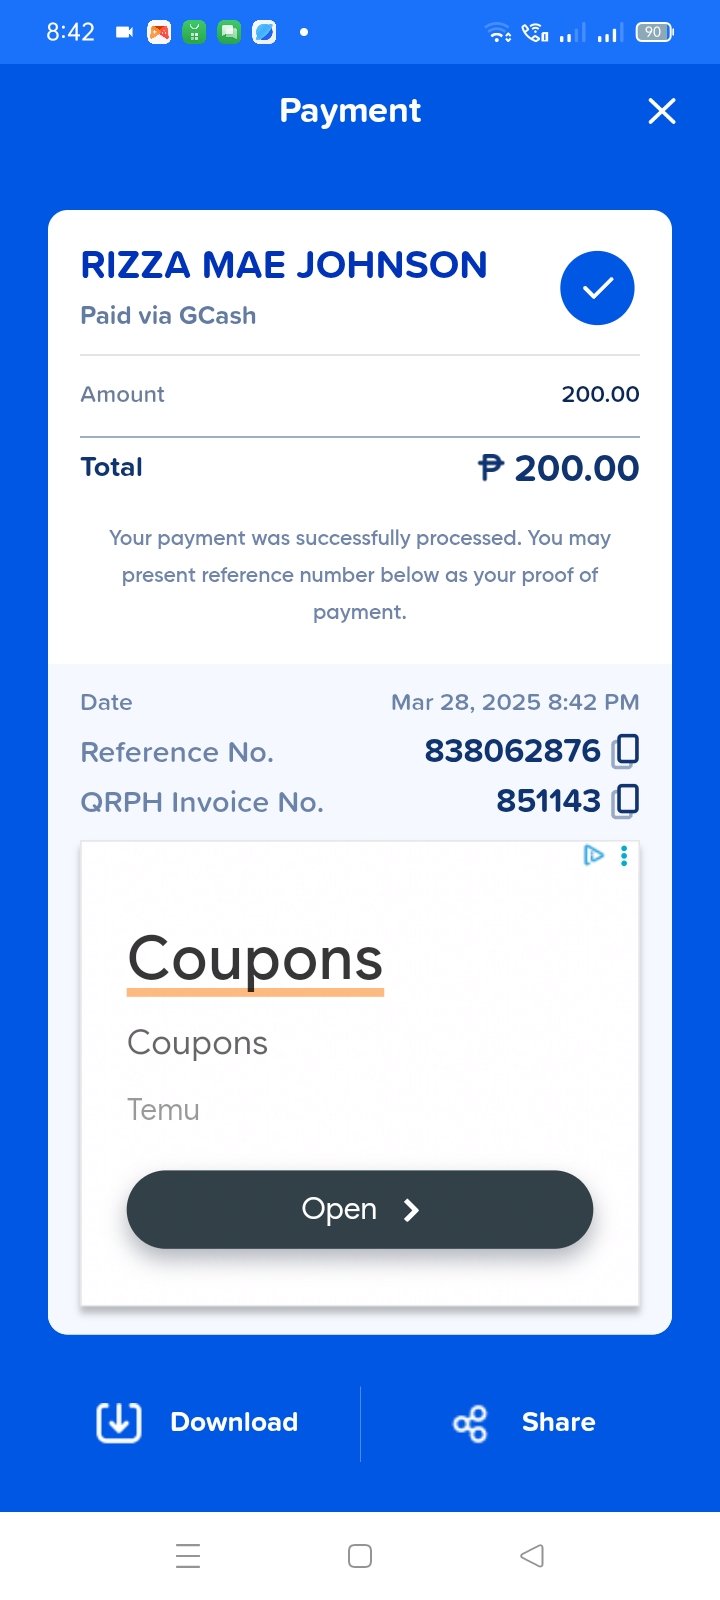 8:42
90
Payment
RIZZA MAE JOHNSON
Paid via GCash
Amount 200.00
Total ₱ 200.00
Your payment was successfully processed. You may
present reference number below as your proof of
payment.
Date Mar 28, 2025 8:42 PM
Reference No. 838062876
QRPH Invoice No. 851143
Coupons
Coupons
Temu
Open
Download
Share